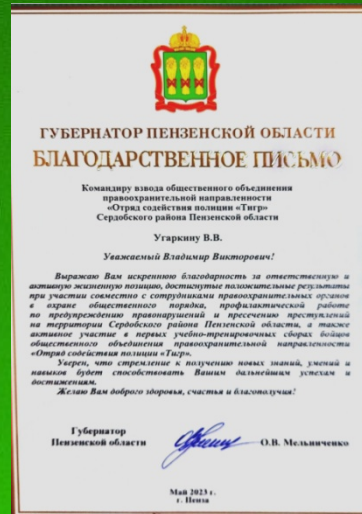 ГУБЕРНАТОР ПЕНЗЕНСКОЙ ОБЛАСТИ
БЛАГОДАРСТВЕННОЕ ПИСЬМО
Командиру взвода общественного объединения
правоохранительной направленности
«Отряд содействия полиции «Тигр»
Сердобского района Пензенской области
Угаркину В.В.
Уважаемый Владимир Викторович!
Выражаю Вам искреннюю благодарность за ответственную и
активную жизненную позицию, достигнутые положительные результаты
при участии совместно с сотрудниками правоохранительных органов
в охране общественного порядка, профилактической работе
по предупреждению правонарушений и пресечению преступлений
на территории Сердобского района Пензенской области, а также
активное участие в первых учебно-тренировочных сборах бойцов
общественного объединения правоохранительной направленности
«Отряд содействия полиции «Тигр».
Уверен, что стремление к получению новых знаний, умений и
навыков будет способствовать Вашим дальнейшим успехам и
достижениям.
Желаю Вам доброго здоровья, счастья и благополучия!
Губернатор
Пензенской области О.В. Мельниченко
Май 2023 г.
г. Пенза